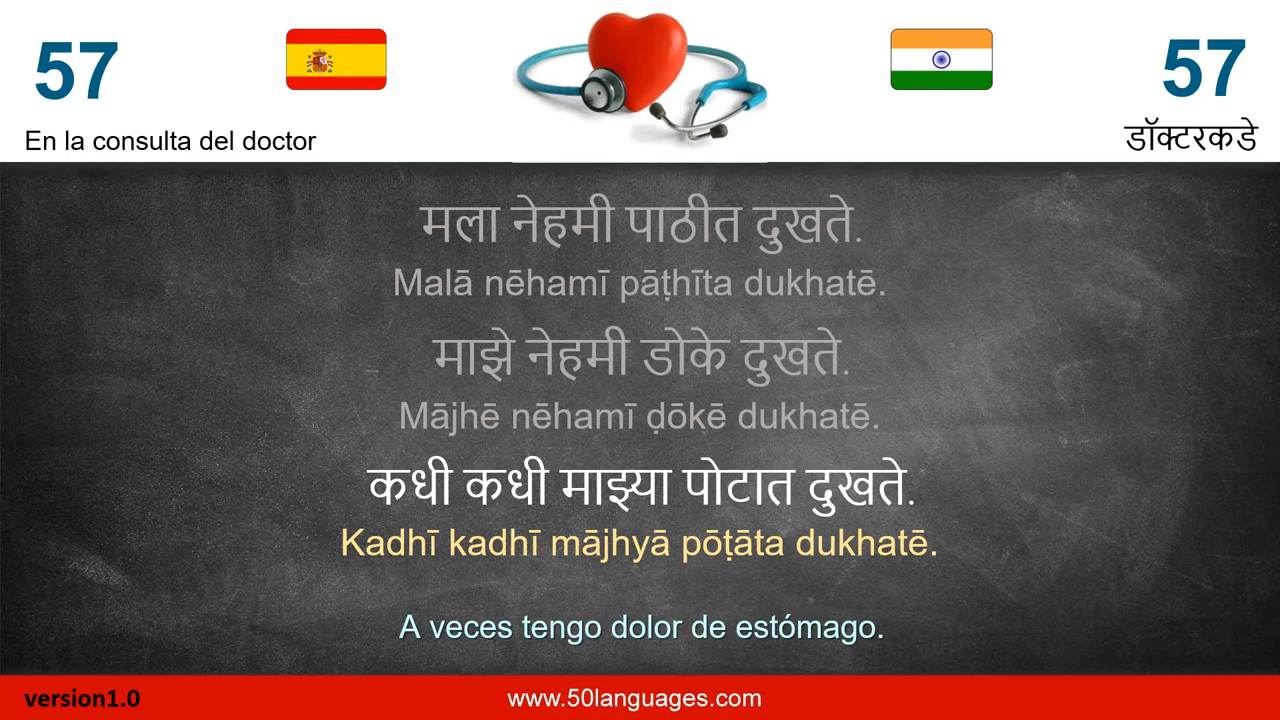 57
57
En la consulta del doctor
डॉक्टरकडे
मला नेहमी पाठीत दुखते.
Malā nēhamī pāṭhīta dukhatē.
माझे नेहमी डोके दुखते.
Mājhē nēhamī ḍōkē dukhatē.
कधी कधी माझ्या पोटात दुखते.
Kadhī kadhī mājhyā pōṭāta dukhatē.
A veces tengo dolor de estómago.
version1.0
www.50languages.com